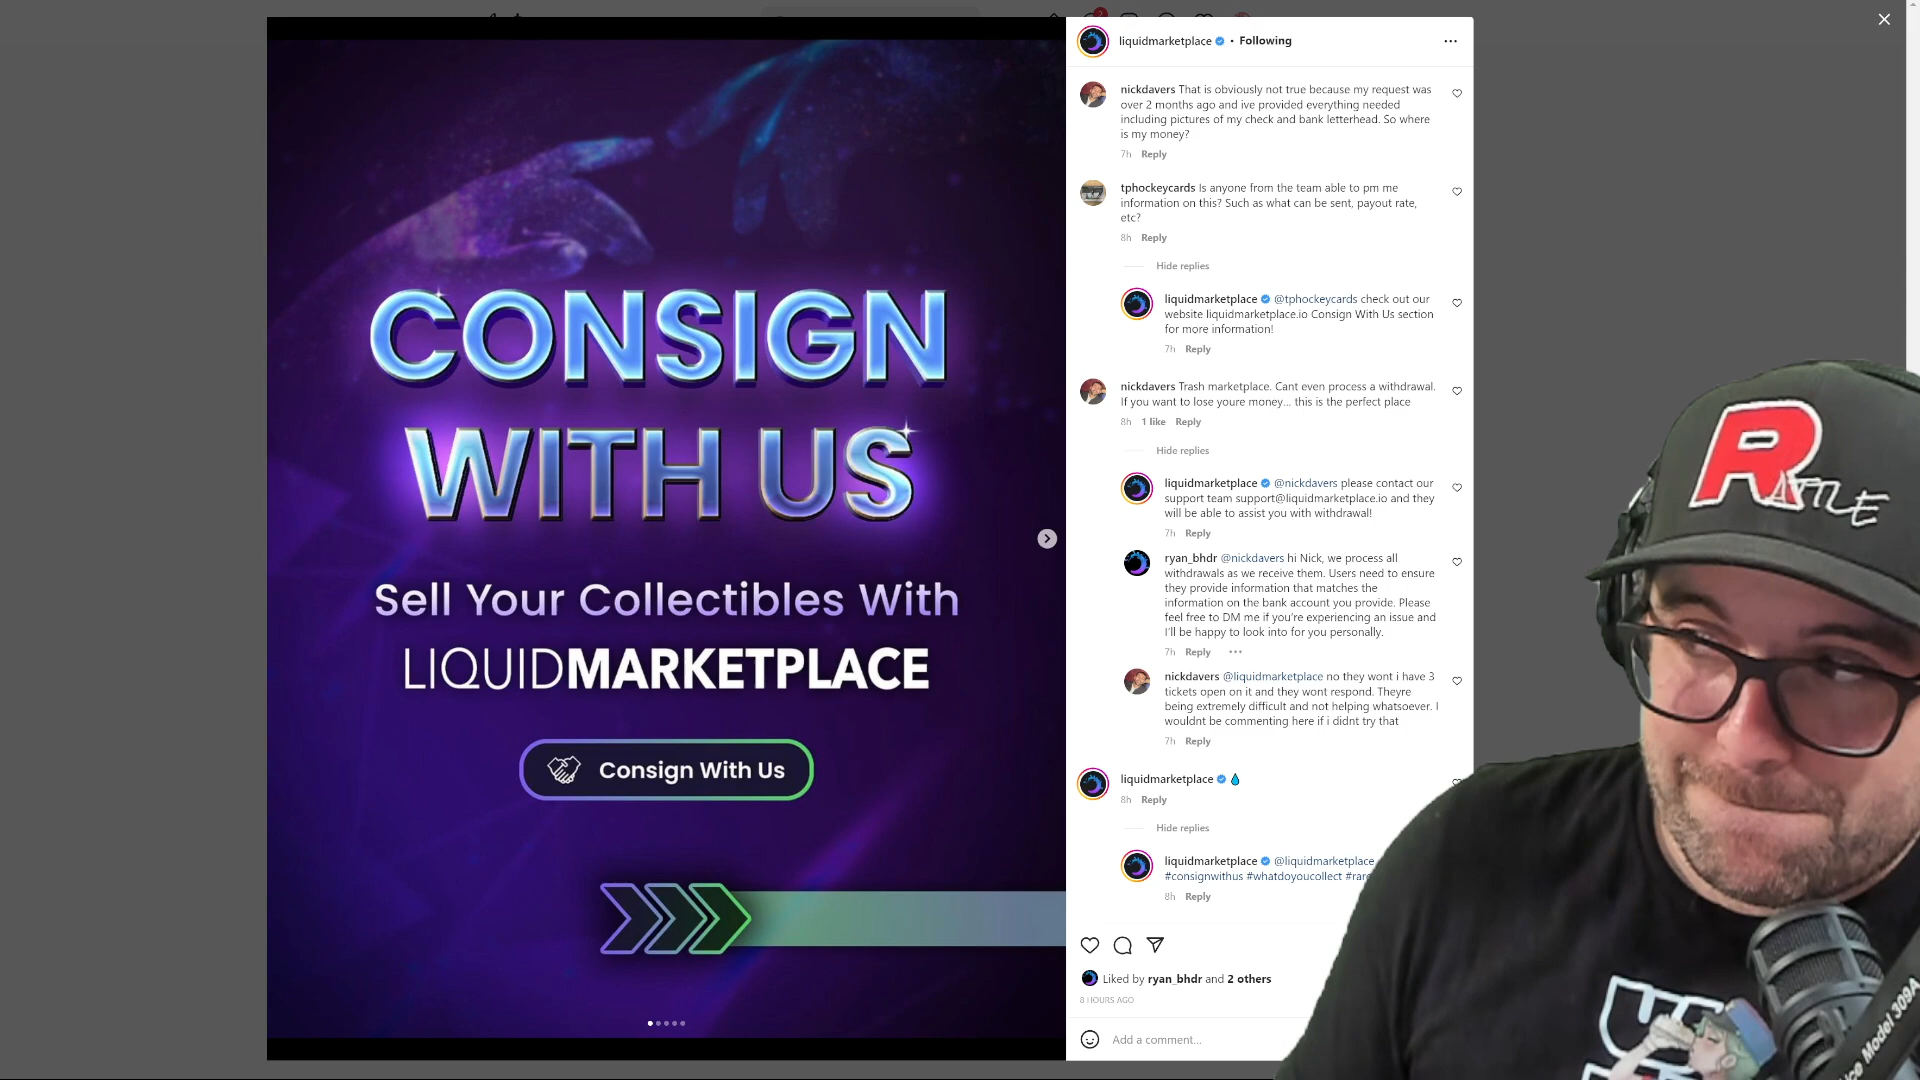 CONSIGN
WITH US
Sell Your Collectibles With
LIQUIDMARKETPLACE
Consign With Us
liquidmarketplace • Following
nickdavers That is obviously not true because my request was
over 2 months ago and ive provided everything needed
including pictures of my check and bank letterhead. So where
is my money?
7h Reply
tphockeycards Is anyone from the team able to pm me
information on this? Such as what can be sent, payout rate,
etc?
8h Reply
Hide replies
liquidmarketplace @tphockeycards check out our
website liquidmarketplace.io Consign With Us section
for more information!
7h Reply
nickdavers Trash marketplace. Cant even process a withdrawal.
If you want to lose youre money... this is the perfect place
8h 1 like Reply
Hide replies
liquidmarketplace @nickdavers please contact our
support team support@liquidmarketplace.io and they
will be able to assist you with withdrawal!
7h Reply
ryan_bhdr @nickdavers hi Nick, we process all
withdrawals as we receive them. Users need to ensure
they provide information that matches the
information on the bank account you provide. Please
feel free to DM me if you're experiencing an issue and
I'll be happy to look into for you personally.
7h Reply
nickdavers @liquidmarketplace no they wont i have 3
tickets open on it and they wont respond. Theyre
being extremely difficult and not helping whatsoever. I
wouldnt be commenting here if i didnt try that
7h Reply
liquidmarketplace
8h Reply
Hide replies
liquidmarketplace @liquidmarketplace
#consignwithus #whatdoyoucollect
8h Reply
Liked by ryan_bhdr and 2 others
8 HOURS AGO
Add a comment...
RATTLE
Model 309A